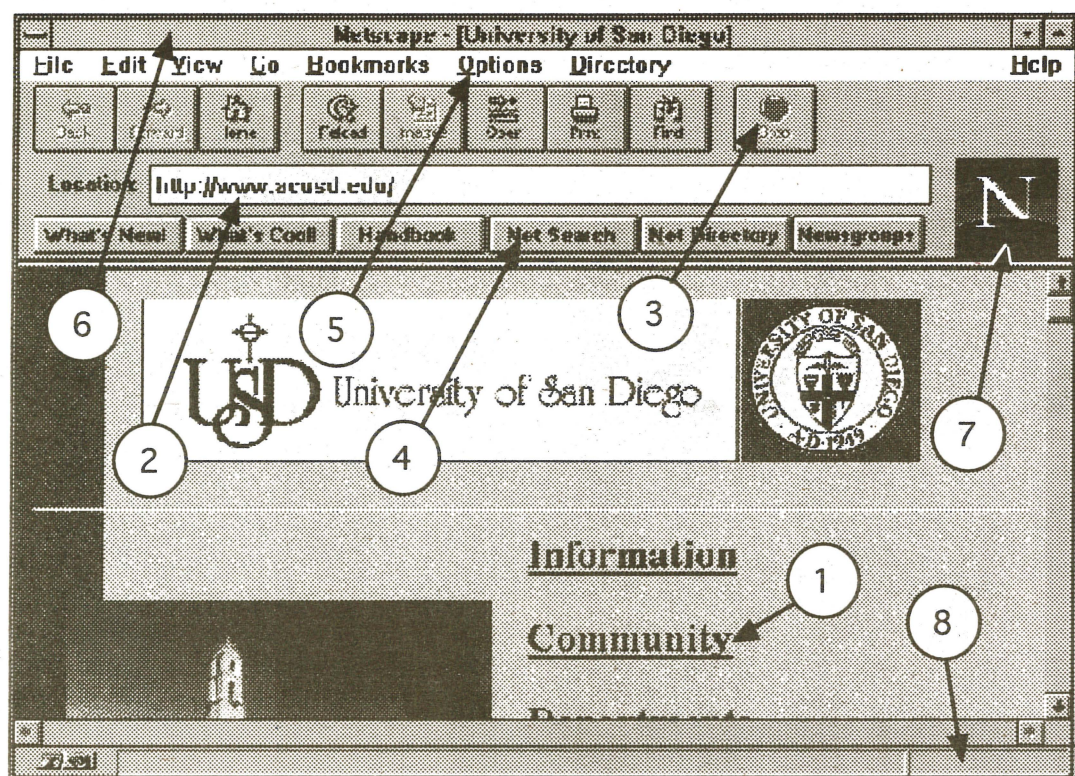 Netscape - [University of San Diego]
File Edit View Go Bookmarks Options Directory Help
Back Forward Home Reload Images Open Print Find Stop
Location: http://www.acusd.edu/
N
What's New! What's Cool! Handbook Net Search Net Directory Newsgroups
6
5
3
7
USD University of San Diego
UNIVERSITY OF SAN DIEGO
A.D. 1949
2
4
Information
1
Community
8
Departments